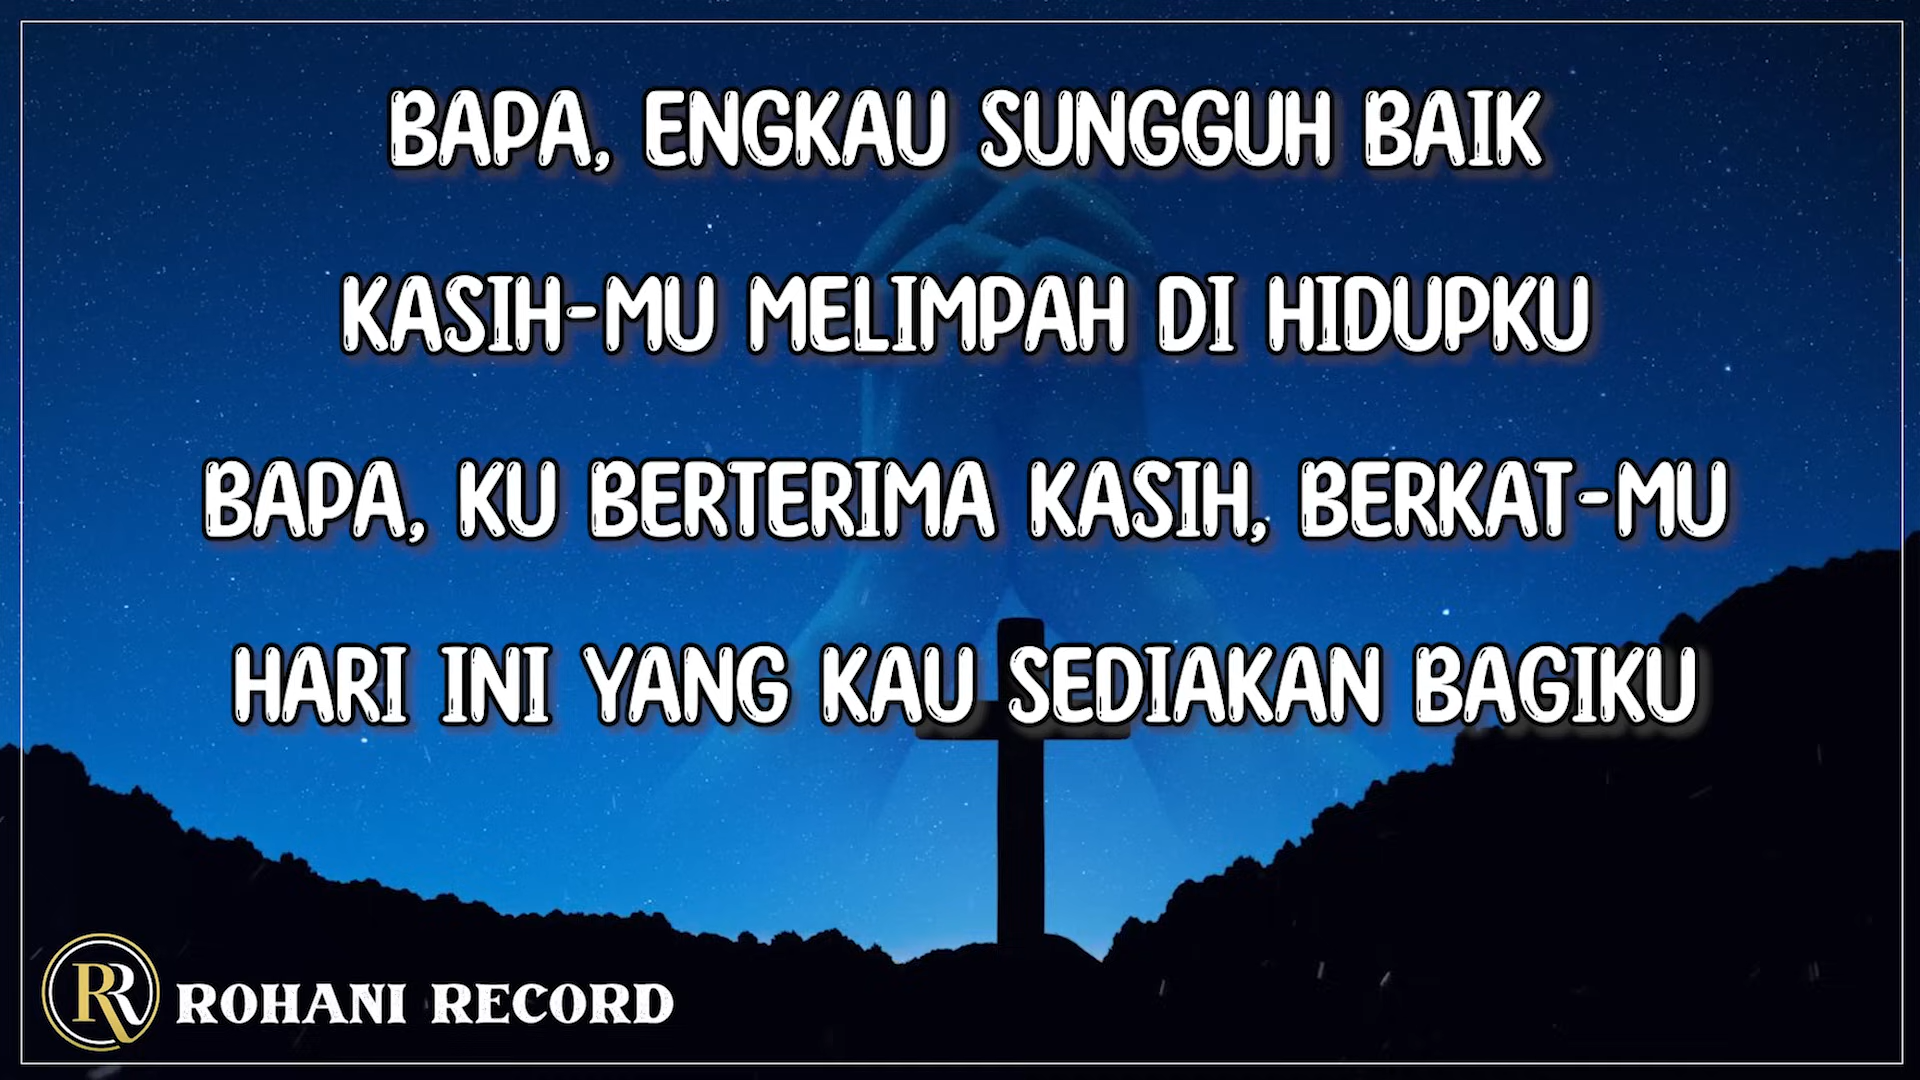 BAPA, ENGKAU SUNGGUH BAIK
KASIH-MU MELIMPAH DI HIDUPKU
BAPA, KU BERTERIMA KASIH, BERKAT-MU
HARI INI YANG KAU SEDIAKAN BAGIKU
RR ROHANI RECORD